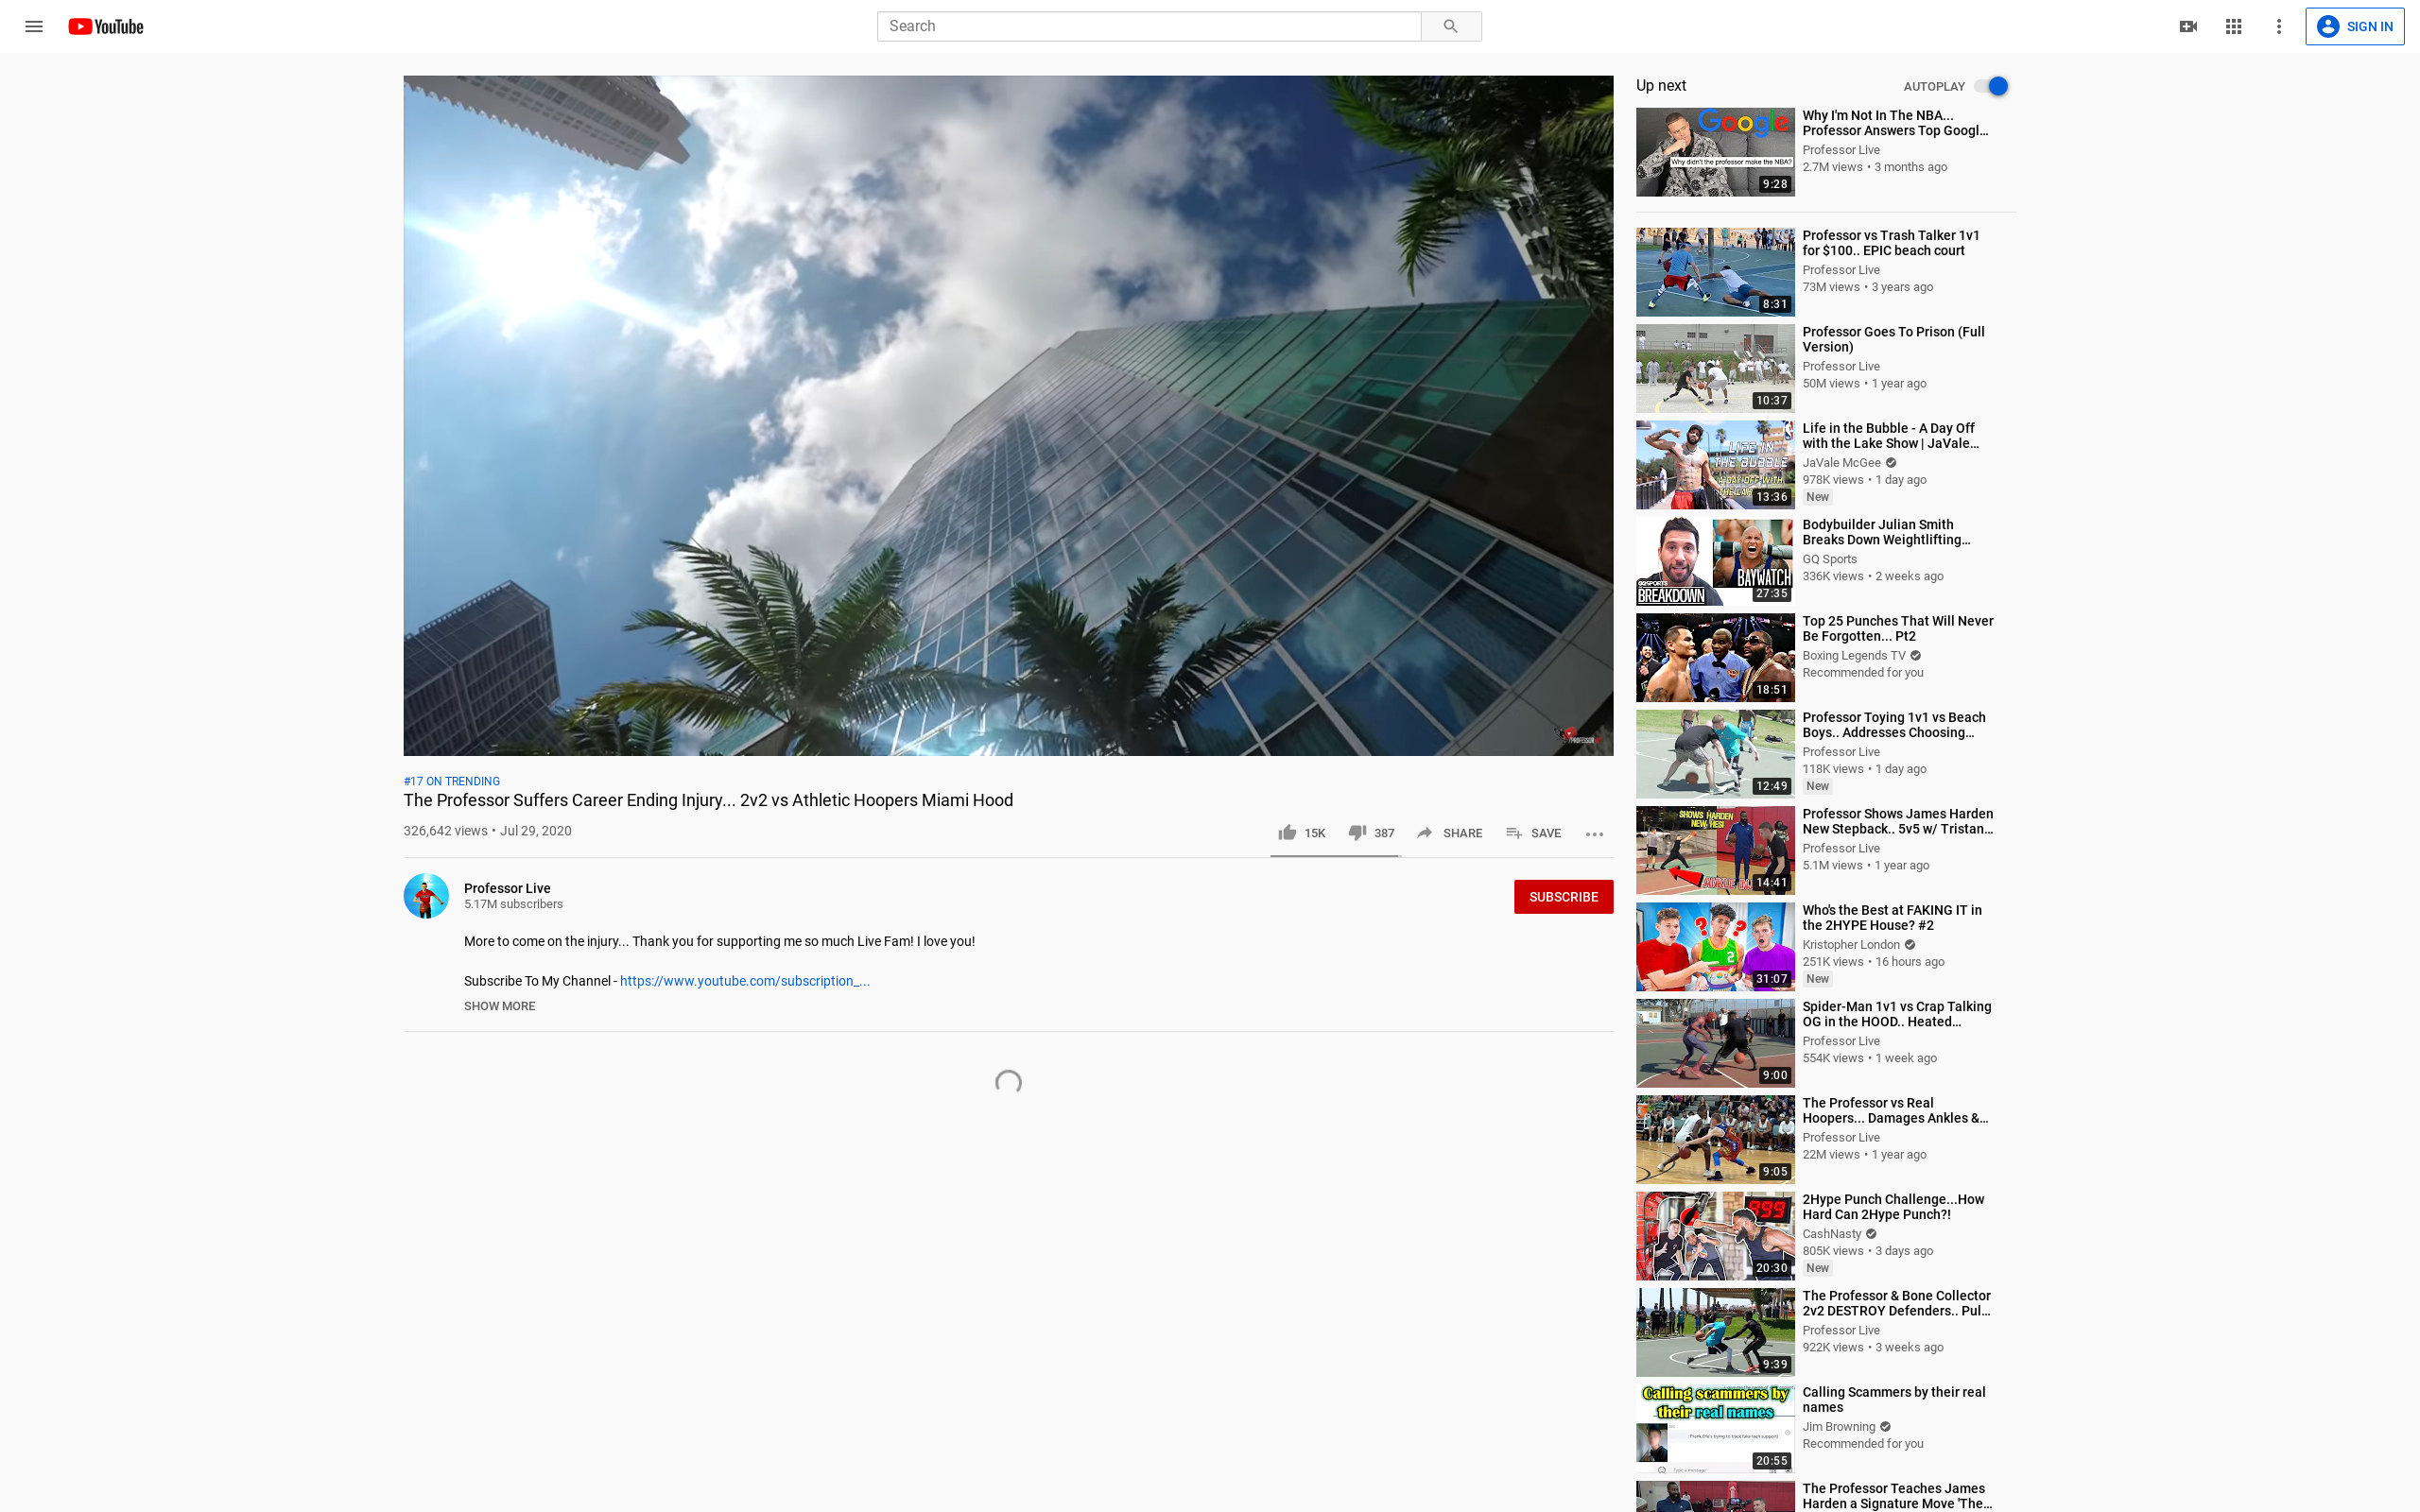 YouTube
Search
SIGN IN
#17 ON TRENDING
The Professor Suffers Career Ending Injury... 2v2 vs Athletic Hoopers Miami Hood
326,642 views • Jul 29, 2020
15K
387
SHARE
SAVE
Professor Live
5.17M subscribers
SUBSCRIBE
More to come on the injury... Thank you for supporting me so much Live Fam! I love you!
Subscribe To My Channel - https://www.youtube.com/subscription_...
SHOW MORE
Up next
AUTOPLAY
Google
Why didn't the professor make the NBA?
9:28
Why I'm Not In The NBA...
Professor Answers Top Googl...
Professor Live
2.7M views • 3 months ago
8:31
Professor vs Trash Talker 1v1
for $100.. EPIC beach court
Professor Live
73M views • 3 years ago
10:37
Professor Goes To Prison (Full
Version)
Professor Live
50M views • 1 year ago
LIFE IN
THE BUBBLE
A DAY OFF WITH
13:36
Life in the Bubble - A Day Off
with the Lake Show | JaVale...
JaVale McGee
978K views • 1 day ago
New
GQ SPORTS
BREAKDOWN
BAYWATCH
27:35
Bodybuilder Julian Smith
Breaks Down Weightlifting...
GQ Sports
336K views • 2 weeks ago
18:51
Top 25 Punches That Will Never
Be Forgotten... Pt2
Boxing Legends TV
Recommended for you
12:49
Professor Toying 1v1 vs Beach
Boys.. Addresses Choosing...
Professor Live
118K views • 1 day ago
New
SHOWS HARDEN
NEW HESI
14:41
Professor Shows James Harden
New Stepback.. 5v5 w/ Tristan...
Professor Live
5.1M views • 1 year ago
? ?
2
31:07
Who's the Best at FAKING IT in
the 2HYPE House? #2
Kristopher London
251K views • 16 hours ago
New
9:00
Spider-Man 1v1 vs Crap Talking
OG in the HOOD.. Heated...
Professor Live
554K views • 1 week ago
9:05
The Professor vs Real
Hoopers... Damages Ankles &...
Professor Live
22M views • 1 year ago
999
20:30
2Hype Punch Challenge...How
Hard Can 2Hype Punch?!
CashNasty
805K views • 3 days ago
New
9:39
The Professor & Bone Collector
2v2 DESTROY Defenders.. Pul...
Professor Live
922K views • 3 weeks ago
Calling scammers by
their real names
Type a message
20:55
Calling Scammers by their real
names
Jim Browning
Recommended for you
The Professor Teaches James
Harden a Signature Move 'The...